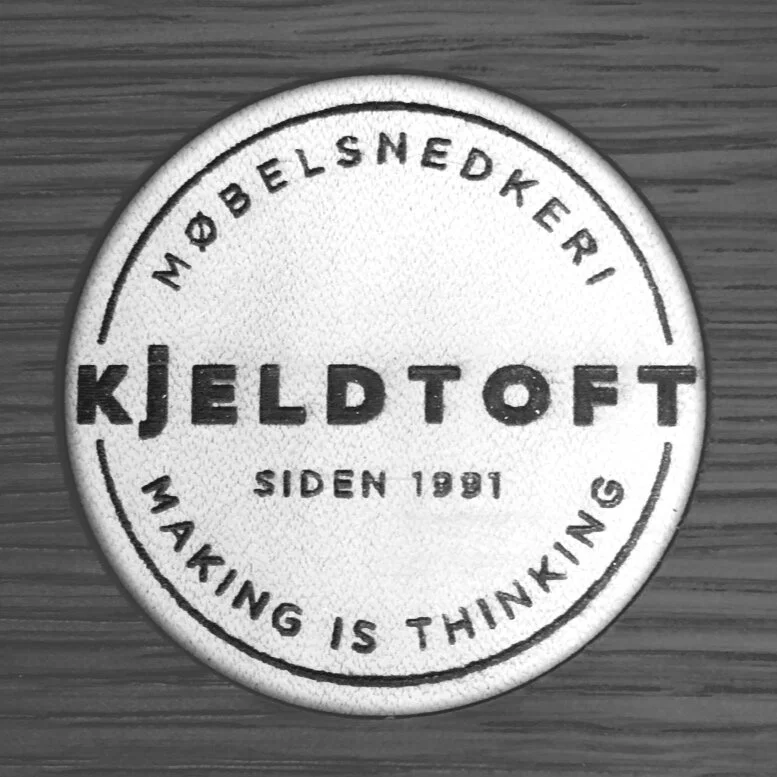 MØBELSNEDKERI
KJELDTOFT
SIDEN 1991
MAKING IS THINKING